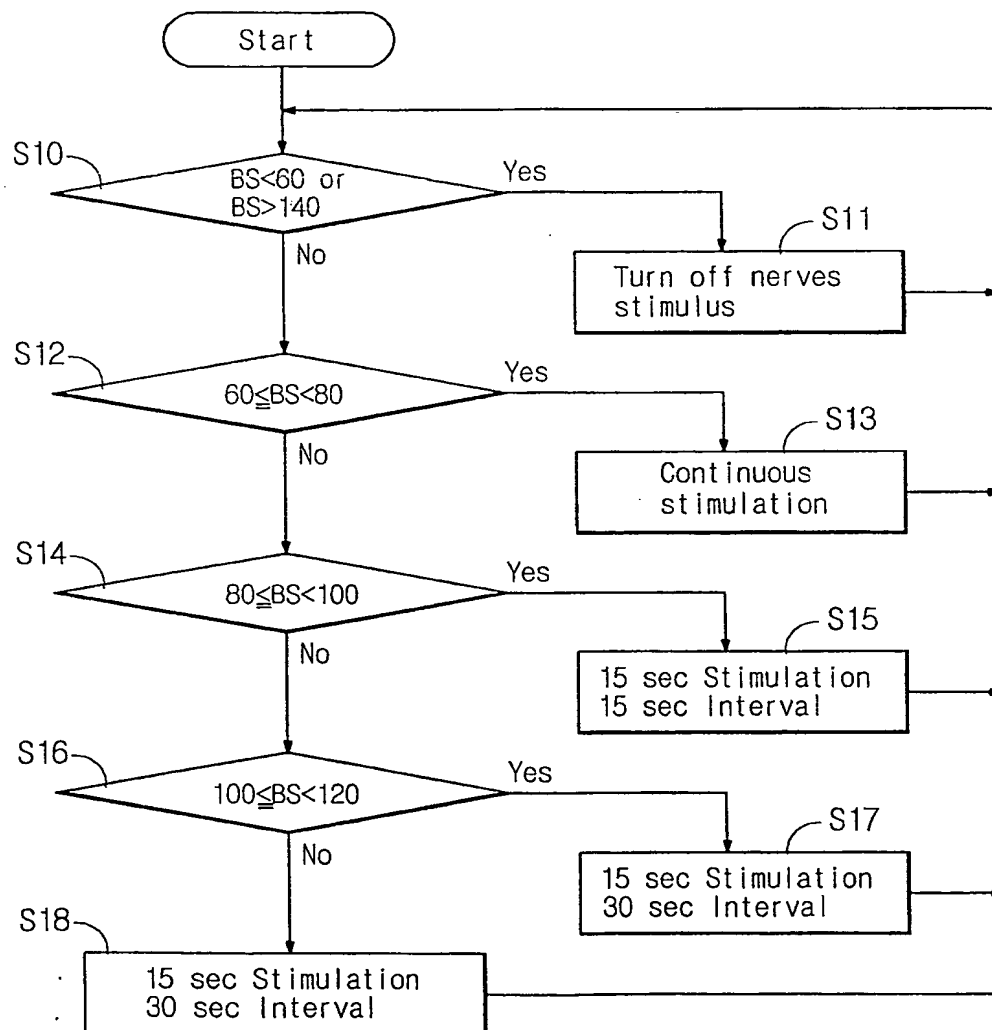 Start
S10
BS<60 or
BS>140
Yes
No
S11
Turn off nerves
stimulus
S12
60≦BS<80
Yes
No
S13
Continuous
stimulation
S14
80≦BS<100
Yes
No
S15
15 sec Stimulation
15 sec Interval
S16
100≦BS<120
Yes
No
S17
15 sec Stimulation
30 sec Interval
S18
15 sec Stimulation
30 sec Interval